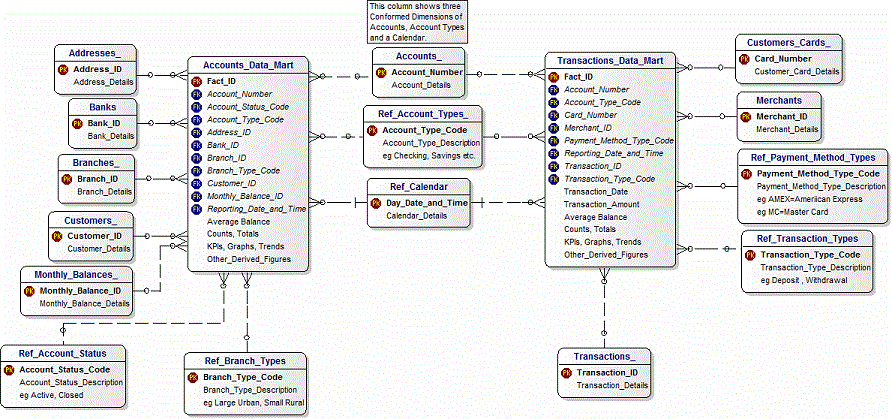 This column shows three
Conformed Dimensions of
Accounts, Account Types
and a Calendar.
Addresses_
PK Address_ID
Address_Details
Banks
PK Bank_ID
Bank_Details
Branches_
PK Branch_ID
Branch_Details
Customers_
PK Customer_ID
Customer_Details
Monthly_Balances_
PK Monthly_Balance_ID
Monthly_Balance_Details
Ref_Account_Status
PK Account_Status_Code
Account_Status_Description
eg Active, Closed
Accounts_Data_Mart
PK Fact_ID
FK Account_Number
FK Account_Status_Code
FK Account_Type_Code
FK Address_ID
FK Bank_ID
FK Branch_ID
FK Branch_Type_Code
FK Customer_ID
FK Monthly_Balance_ID
FK Reporting_Date_and_Time
Average Balance
Counts, Totals
KPIs, Graphs, Trends
Other_Derived_Figures
Ref_Branch_Types
PK Branch_Type_Code
Branch_Type_Description
eg Large Urban, Small Rural
Accounts_
PK Account_Number
Account_Details
Ref_Account_Types_
PK Account_Type_Code
Account_Type_Description
eg Checking, Savings etc.
Ref_Calendar
PK Day_Date_and_Time
Calendar_Details
Transactions_Data_Mart
PK Fact_ID
FK Account_Number
FK Account_Type_Code
FK Card_Number
FK Merchant_ID
FK Payment_Method_Type_Code
FK Reporting_Date_and_Time
FK Transaction_ID
FK Transaction_Type_Code
Transaction_Date
Transaction_Amount
Average Balance
Counts, Totals
KPIs, Graphs, Trends
Other_Derived_Figures
Transactions_
PK Transaction_ID
Transaction_Details
Customers_Cards_
PK Card_Number
Customer_Card_Details
Merchants
PK Merchant_ID
Merchant_Details
Ref_Payment_Method_Types
PK Payment_Method_Type_Code
Payment_Method_Type_Description
eg AMEX=American Express
eg MC=Master Card
Ref_Transaction_Types
PK Transaction_Type_Code
Transaction_Type_Description
eg Deposit , Withdrawal